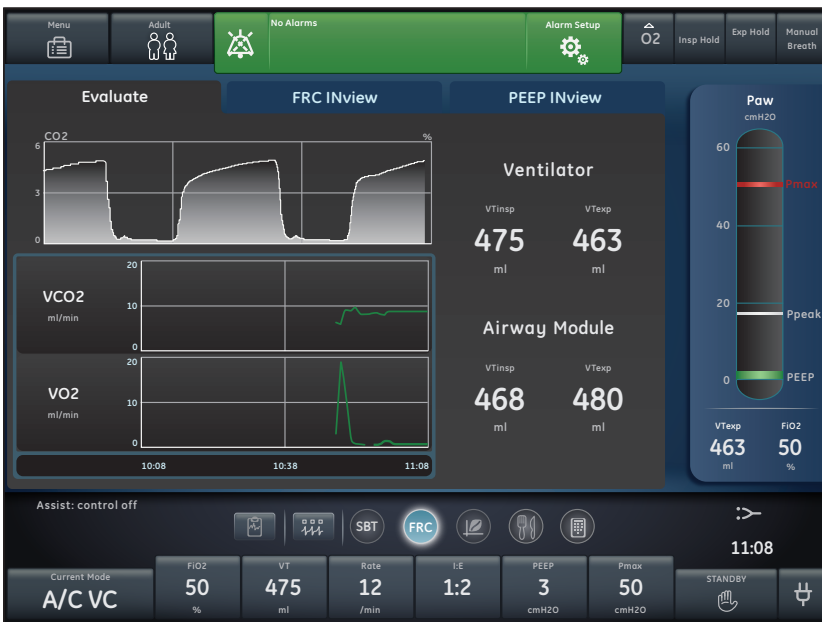 Menu
Adult
No Alarms
Alarm Setup
O2
Insp Hold
Exp Hold
Manual
Breath
Evaluate
FRC INview
PEEP INview
CO2
%
6
3
0
Ventilator
VTinsp
VTexp
475
463
ml
ml
VCO2
ml/min
20
10
0
VO2
ml/min
20
10
0
10:08
10:38
11:08
Airway Module
VTinsp
VTexp
468
480
ml
ml
Paw
cmH2O
60
Pmax
40
20
Ppeak
0
PEEP
VTexp
FiO2
463
50
ml
%
Assist: control off
SBT
FRC
11:08
Current Mode
A/C VC
FiO2
50
%
VT
475
ml
Rate
12
/min
I:E
1:2
PEEP
3
cmH2O
Pmax
50
cmH2O
STANDBY